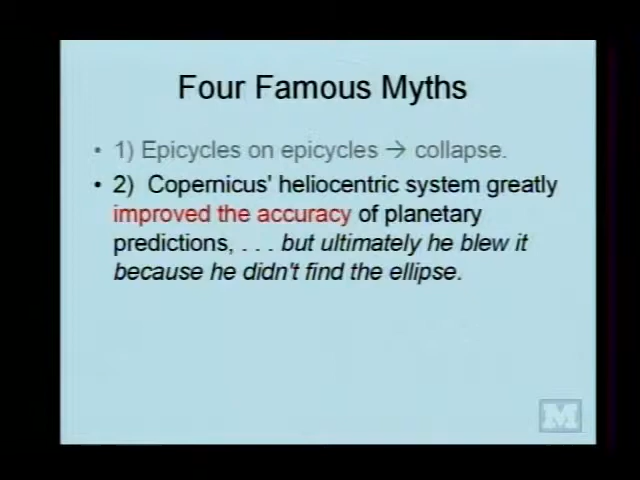 Four Famous Myths
• 1) Epicycles on epicycles → collapse.
• 2) Copernicus' heliocentric system greatly
improved the accuracy of planetary
predictions, . . . but ultimately he blew it
because he didn't find the ellipse.
M